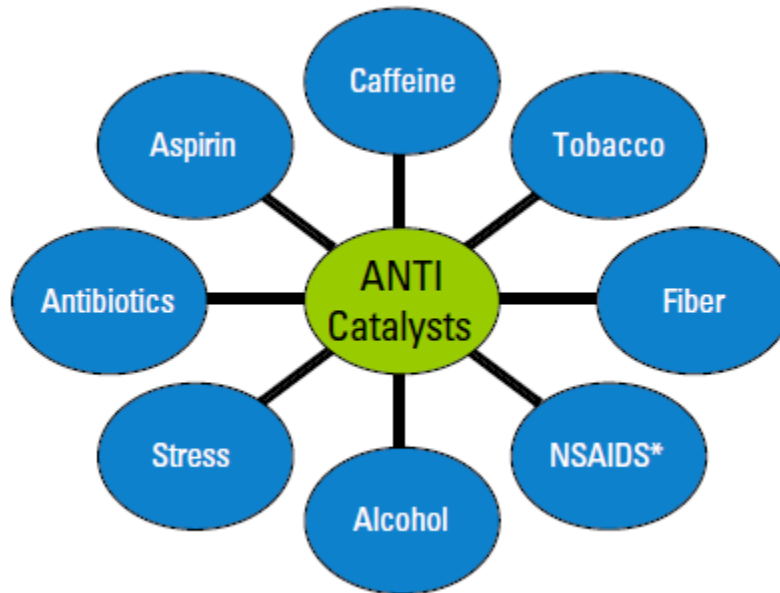 Caffeine
Aspirin
Tobacco
Antibiotics
ANTI
Catalysts
Fiber
Stress
NSAIDS*
Alcohol